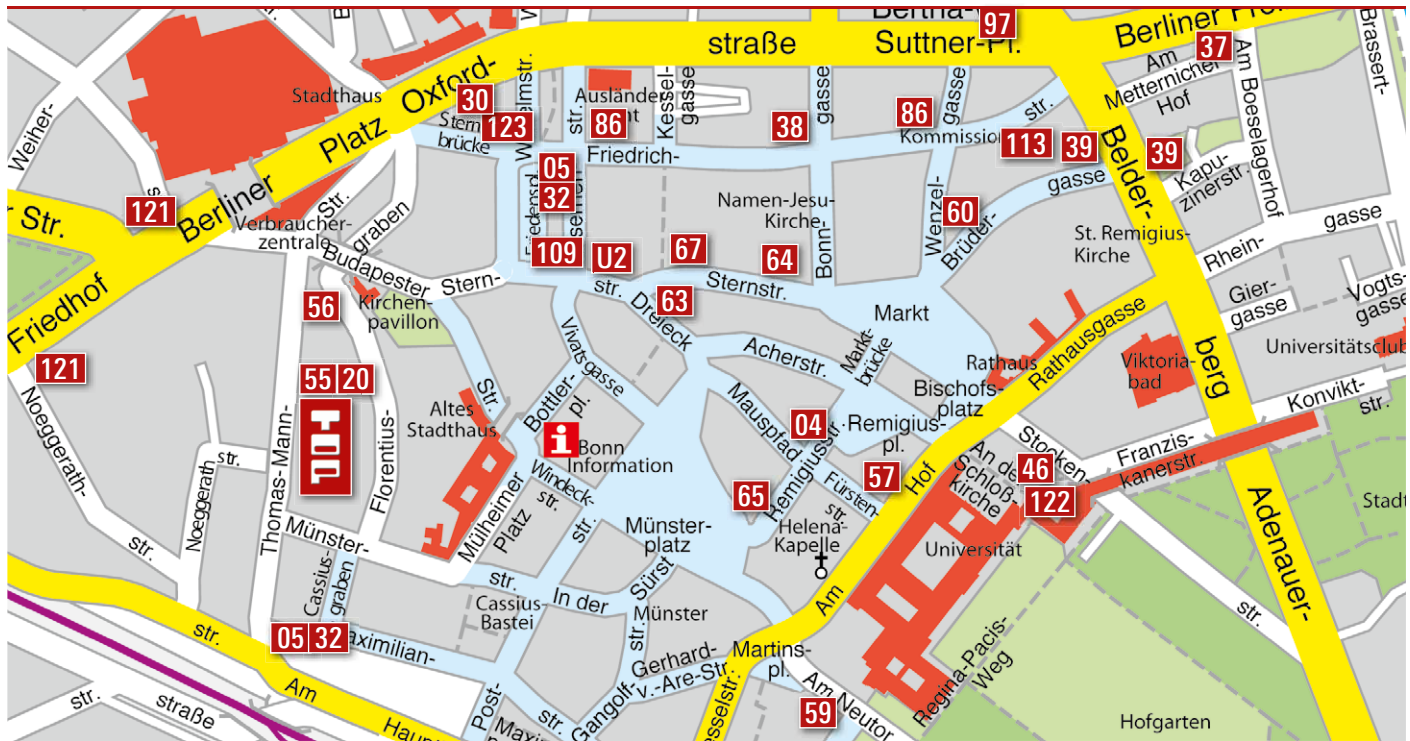 Bertha-
97
straße
Suttner-Pl.
Berliner
37
Am
Metternicher
Hof
Am Boeselagerhof
Brassert-
Weiher-
Stadthaus
Oxford-
Platz
Berliner
30
Stern-
brücke
123
str.
86
Kessel-
gasse
38
gasse
86
gasse
str.
113
39
39
Friedrich-
05
32
Kapu-
zinerstr.
Belder-
berg
121
Str.
Verbraucher-
zentrale
Str.
graben
Budapester
Stern-
109
U2
67
64
Namen-Jesu-
Kirche
Bonn-
Wenzel-
60
Brüder-
gasse
St. Remigius-
Kirche
Rhein-
gasse
Gier-
gasse
Vogts-
gasse
Friedhof
56
Kirchen-
pavillon
str.
Dreieck
63
Sternstr.
Markt
Acherstr.
Markt-
brücke
Rathaus
Rathausgasse
Viktoria-
bad
Konvikt-
str.
121
Noeggerath-
str.
55
20
Thomas-Mann-
str.
Florentius-
Str.
Altes
Stadthaus
Bottler-
pl.
Vivatsgasse
i
Bonn
Information
Mauspfad
04
Remigiusstr.
Remigius-
pl.
Bischofs-
platz
Stocken-
str.
Franzis-
kanerstr.
46
122
An der
Schloß-
kirche
57
Hof
Am
Fürsten-
str.
65
Helena-
Kapelle
Universität
Noeggerath-
str.
Münster-
str.
Mülheimer
Platz
Windeck-
str.
Münster-
platz
Cassius-
graben
Cassius-
Bastei
In der
Sürst
Münster
05
32
str.
Am
Gerhard-
v.-Are-Str.
Martins-
pl.
Am Neutor
59
Regina-Pacis-
Weg
Hofgarten
Adenauer-
Gangolf-
str.
Post-
str.
str.
straße